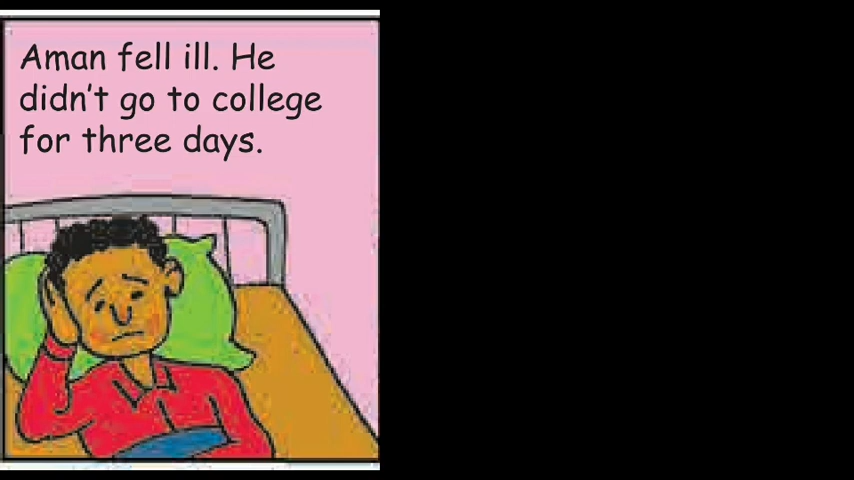 Aman fell ill. He
didn't go to college
for three days.